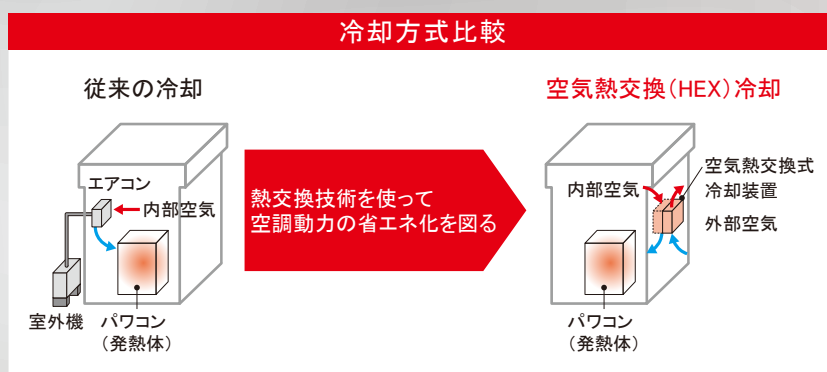 冷却方式比較
従来の冷却
エアコン
内部空気
室外機
パワコン
（発熱体）
熱交換技術を使って
空調動力の省エネ化を図る
空気熱交換（HEX）冷却
内部空気
空気熱交換式
冷却装置
外部空気
パワコン
（発熱体）